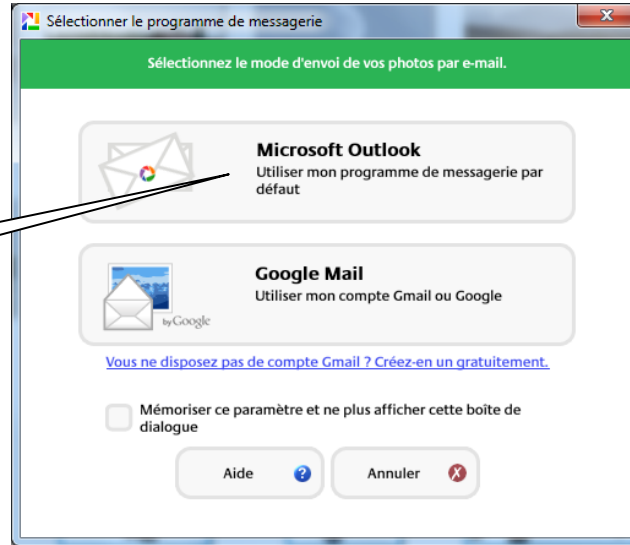 Sélectionner le programme de messagerie
Sélectionnez le mode d'envoi de vos photos par e-mail.
Microsoft Outlook
Utiliser mon programme de messagerie par
défaut
Google Mail
Utiliser mon compte Gmail ou Google
by Google
Vous ne disposez pas de compte Gmail ? Créez-en un gratuitement.
Mémoriser ce paramètre et ne plus afficher cette boîte de
dialogue
Aide ?
Annuler